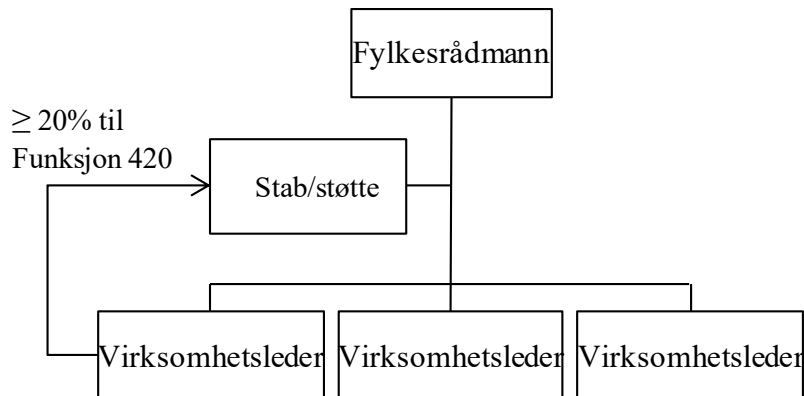 Fylkesrådmann
≥ 20% til
Funksjon 420
Stab/støtte
Virksomhetsleder
Virksomhetsleder
Virksomhetsleder